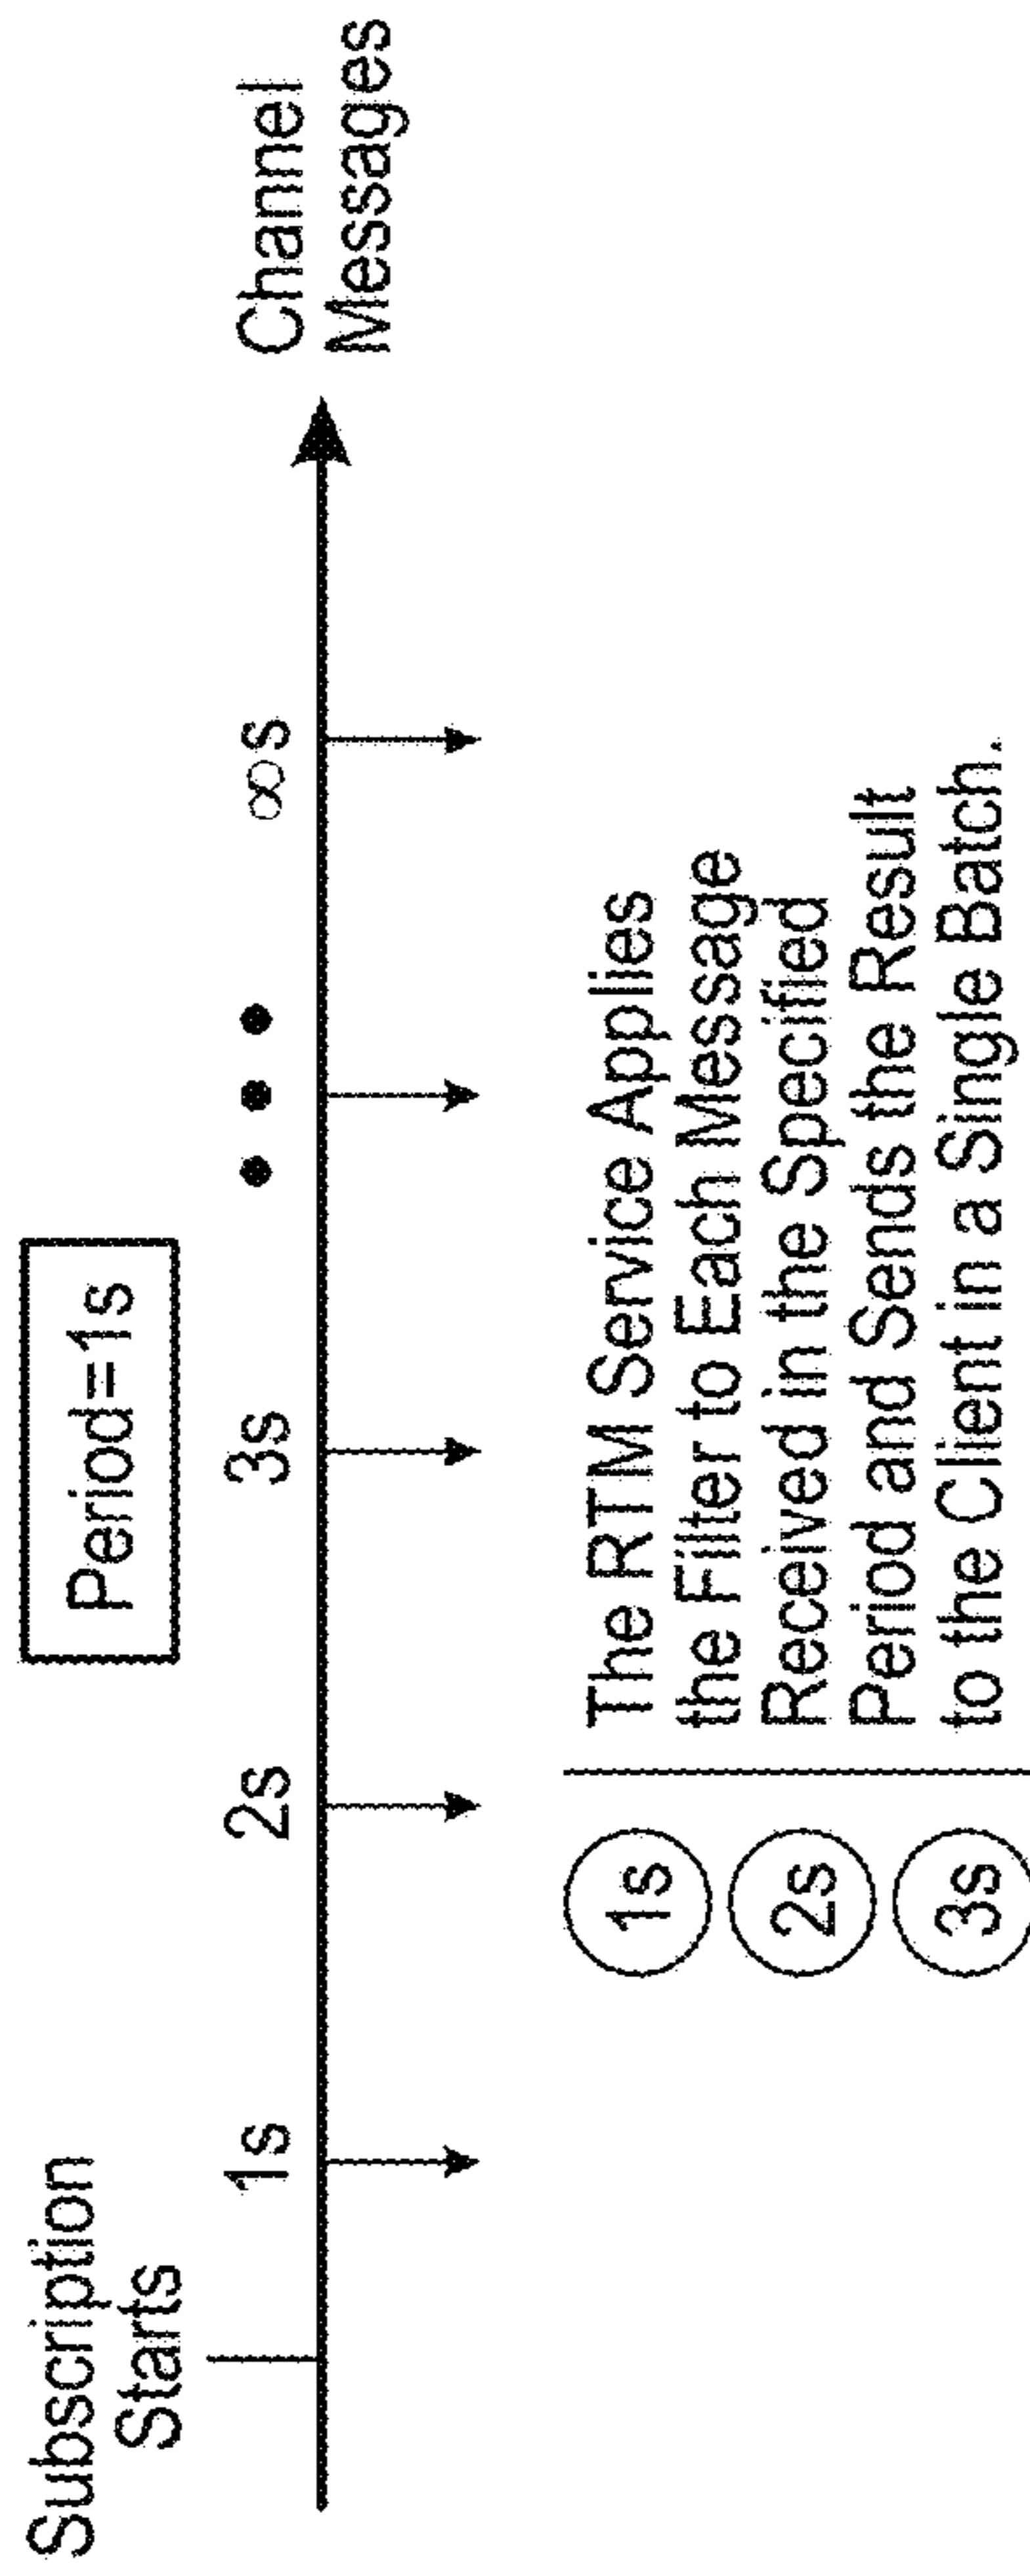 Subscription
Starts
Period=1s
1s
2s
3s
∞s
Channel
Messages
1s
2s
3s
The RTM Service Applies
the Filter to Each Message
Received in the Specified
Period and Sends the Result
to the Client in a Single Batch.